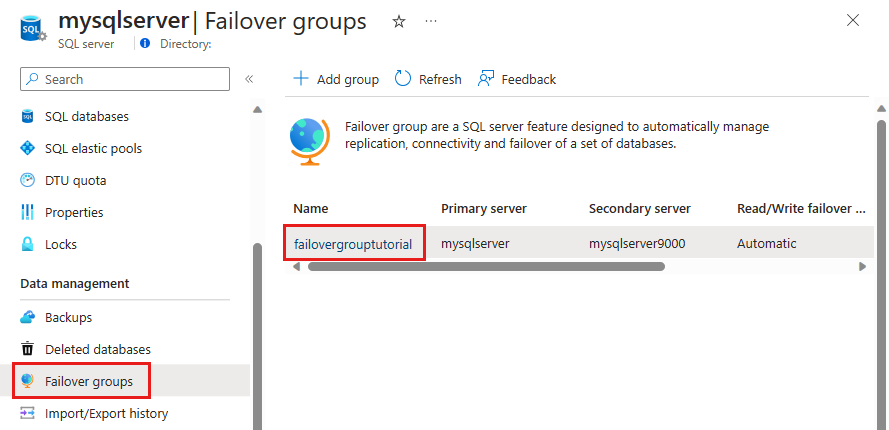 mysqlserver | Failover groups
SQL server
Directory:
Search
SQL databases
SQL elastic pools
DTU quota
Properties
Locks
Data management
Backups
Deleted databases
Failover groups
Import/Export history
Add group
Refresh
Feedback
Failover group are a SQL server feature designed to automatically manage
replication, connectivity and failover of a set of databases.
Name Primary server Secondary server Read/Write failover ...
failovergrouptutorial mysqlserver mysqlserver9000 Automatic